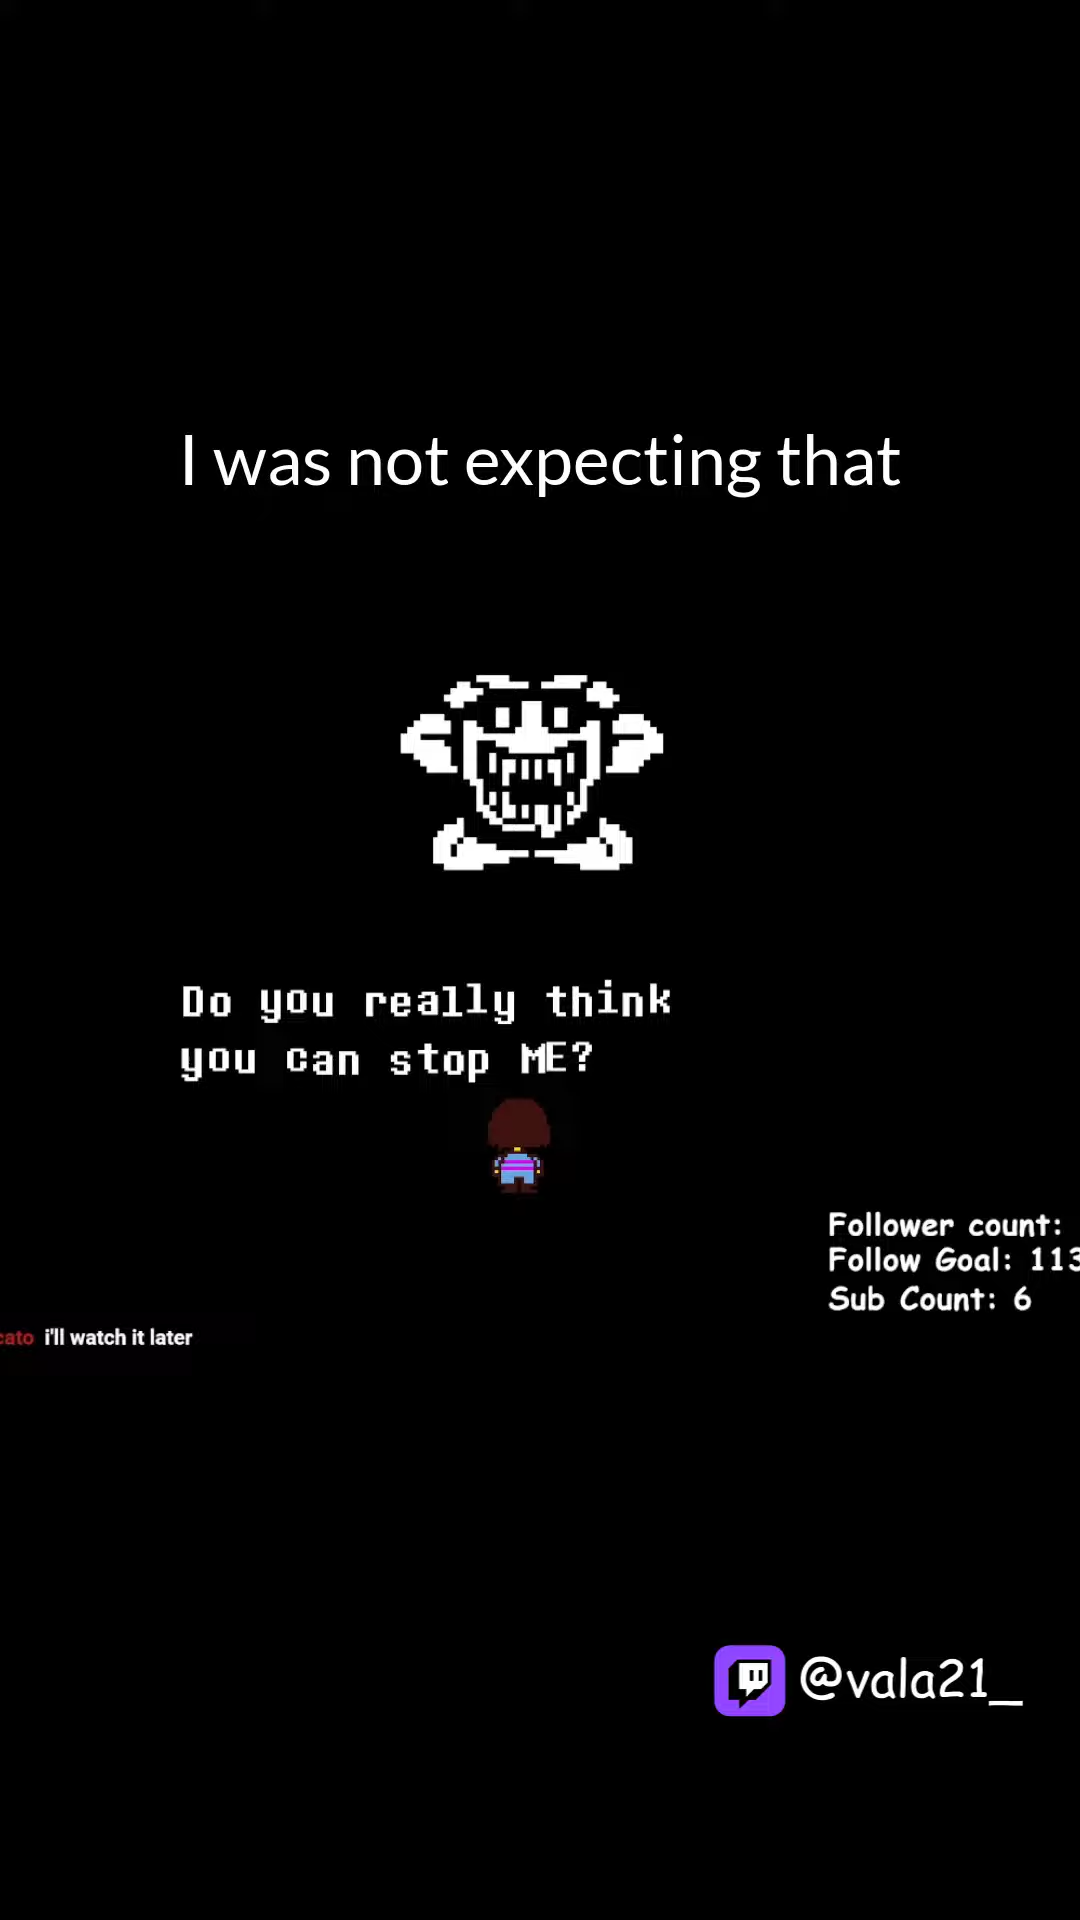 I was not expecting that
Do you really think
you can stop ME?
Follower count:
Follow Goal: 113
Sub Count: 6
cato i'll watch it later
@vala21_